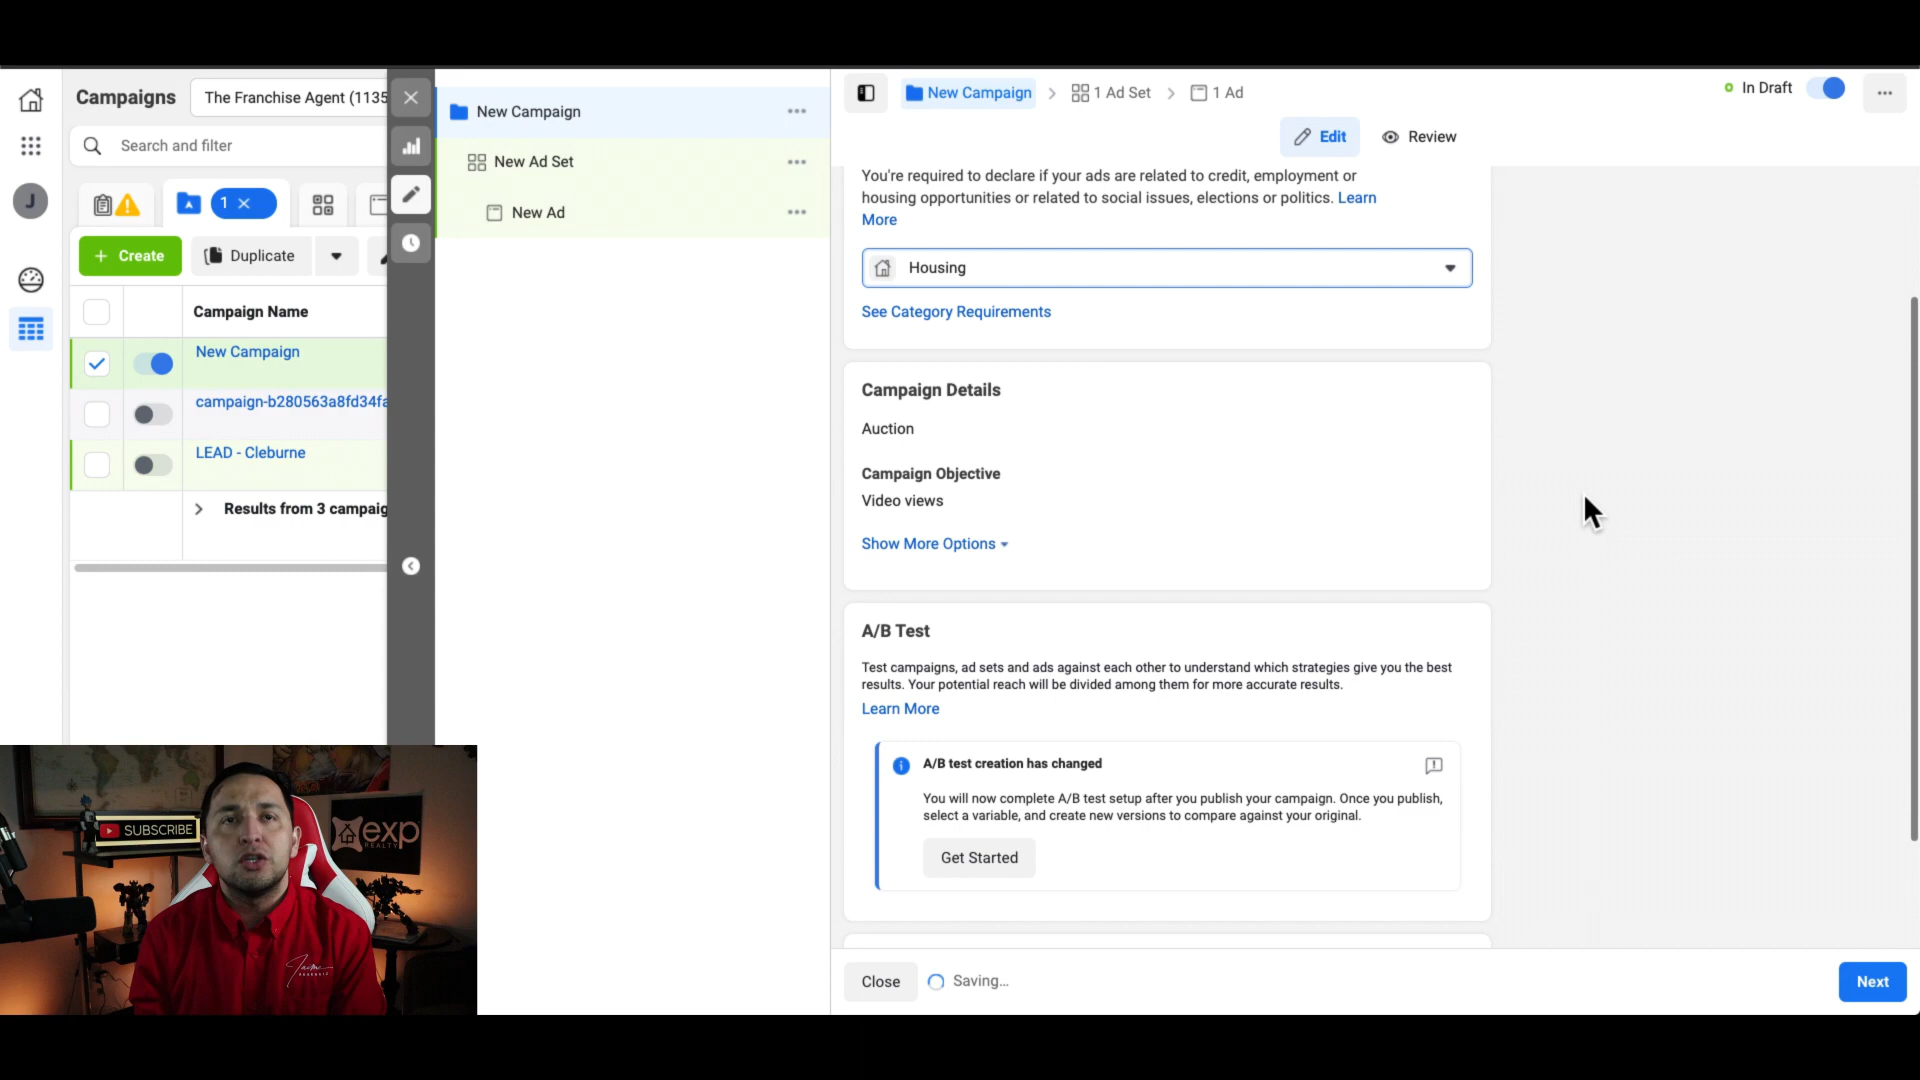 Campaigns
The Franchise Agent (1135
Search and filter
1
Create
Duplicate
Campaign Name
New Campaign
campaign-b280563a8fd34fa
LEAD - Cleburne
Results from 3 campaig
J
New Campaign
New Ad Set
New Ad
New Campaign
1 Ad Set
1 Ad
In Draft
Edit
Review
You're required to declare if your ads are related to credit, employment or
housing opportunities or related to social issues, elections or politics. Learn
More
Housing
See Category Requirements
Campaign Details
Auction
Campaign Objective
Video views
Show More Options
A/B Test
Test campaigns, ad sets and ads against each other to understand which strategies give you the best
results. Your potential reach will be divided among them for more accurate results.
Learn More
A/B test creation has changed
You will now complete A/B test setup after you publish your campaign. Once you publish,
select a variable, and create new versions to compare against your original.
Get Started
Close
Saving...
Next
SUBSCRIBE
exp
REALTY
Jaime